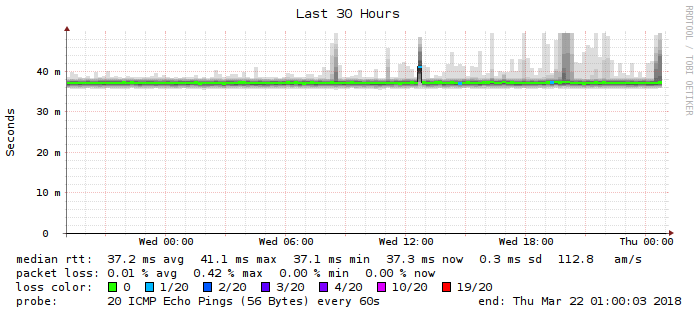 Last 30 Hours
RRDTOOL / TOBI OETIKER
Seconds
40 m
30 m
20 m
10 m
0
Wed 00:00 Wed 06:00 Wed 12:00 Wed 18:00 Thu 00:00
median rtt: 37.2 ms avg 41.1 ms max 37.1 ms min 37.3 ms now 0.3 ms sd 112.8 am/s
packet loss: 0.01 % avg 0.42 % max 0.00 % min 0.00 % now
loss color: 0 1/20 2/20 3/20 4/20 10/20 19/20
probe: 20 ICMP Echo Pings (56 Bytes) every 60s end: Thu Mar 22 01:00:03 2018